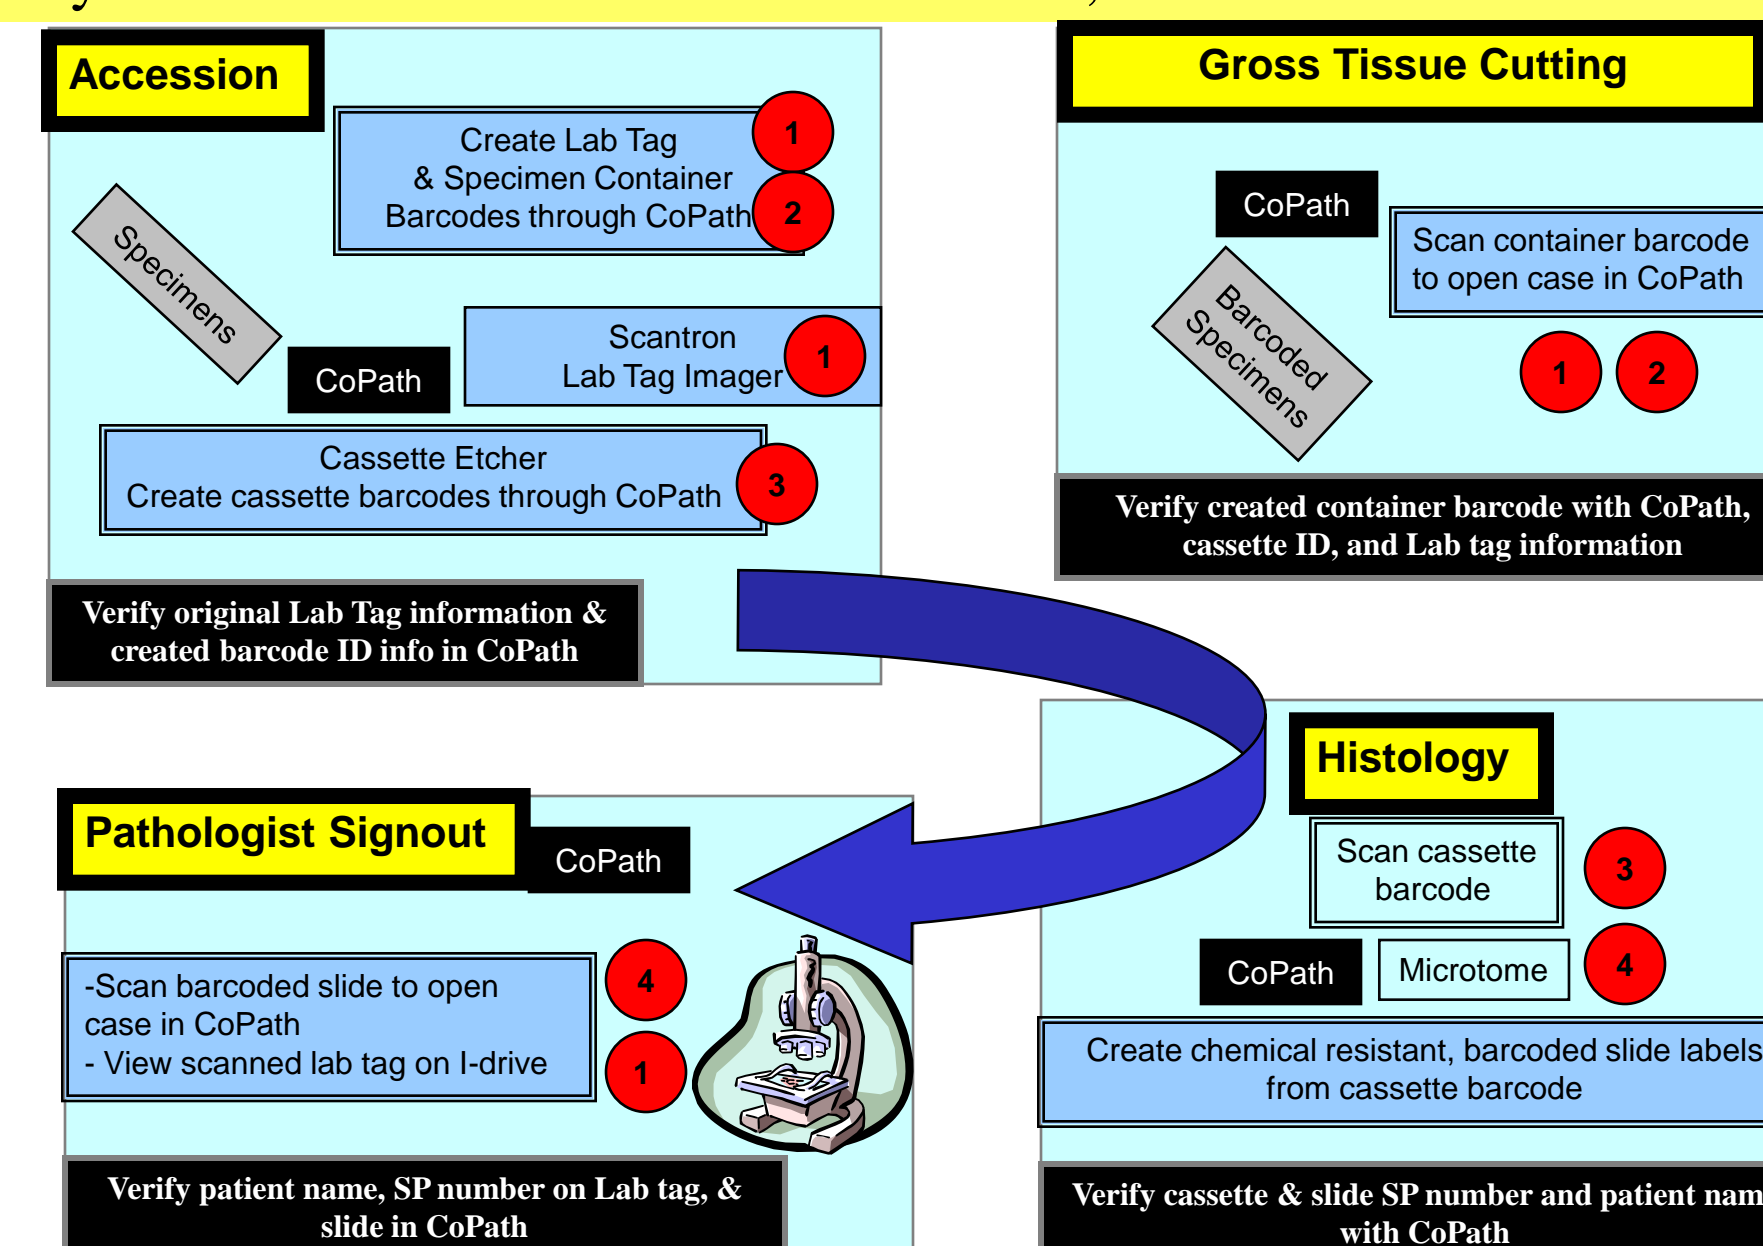 Accession
Create Lab Tag
& Specimen Container
Barcodes through CoPath
1
2
Specimens
CoPath
Scantron
Lab Tag Imager
1
Cassette Etcher
Create cassette barcodes through CoPath
3
Verify original Lab Tag information &
created barcode ID info in CoPath
Gross Tissue Cutting
CoPath
Scan container barcode
to open case in CoPath
Barcoded
Specimens
1
2
Verify created container barcode with CoPath,
cassette ID, and Lab tag information
Histology
Scan cassette
barcode
3
CoPath
Microtome
4
Create chemical resistant, barcoded slide labels
from cassette barcode
Verify cassette & slide SP number and patient nam
with CoPath
Pathologist Signout
CoPath
-Scan barcoded slide to open
case in CoPath
- View scanned lab tag on I-drive
4
1
Verify patient name, SP number on Lab tag, &
slide in CoPath